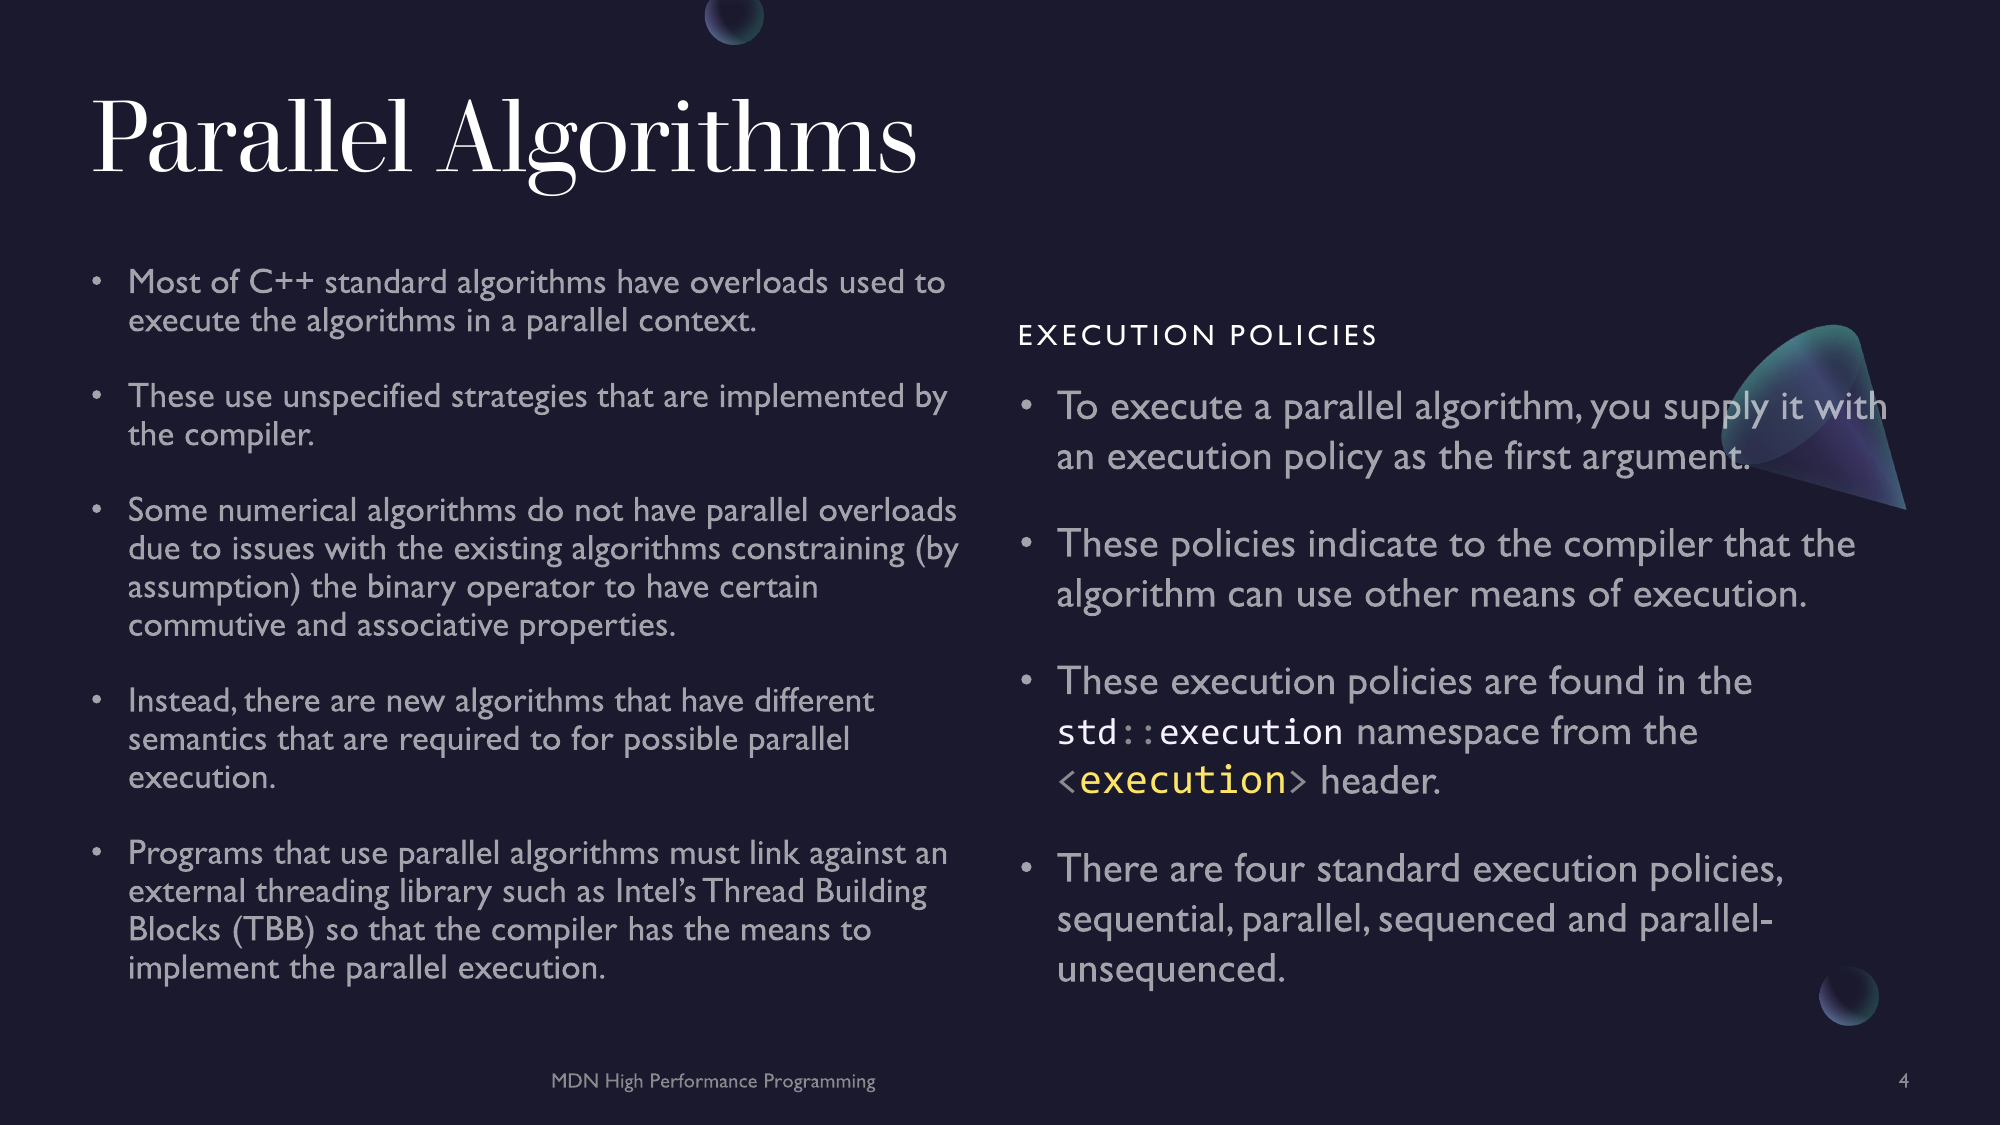 Parallel Algorithms
• Most of C++ standard algorithms have overloads used to
execute the algorithms in a parallel context.
• These use unspecified strategies that are implemented by
the compiler.
• Some numerical algorithms do not have parallel overloads
due to issues with the existing algorithms constraining (by
assumption) the binary operator to have certain
commutive and associative properties.
• Instead, there are new algorithms that have different
semantics that are required to for possible parallel
execution.
• Programs that use parallel algorithms must link against an
external threading library such as Intel's Thread Building
Blocks (TBB) so that the compiler has the means to
implement the parallel execution.
EXECUTION POLICIES
• To execute a parallel algorithm, you supply it with
an execution policy as the first argument.
• These policies indicate to the compiler that the
algorithm can use other means of execution.
• These execution policies are found in the
std::execution namespace from the
<execution> header.
• There are four standard execution policies,
sequential, parallel, sequenced and parallel-
unsequenced.
MDN High Performance Programming
4